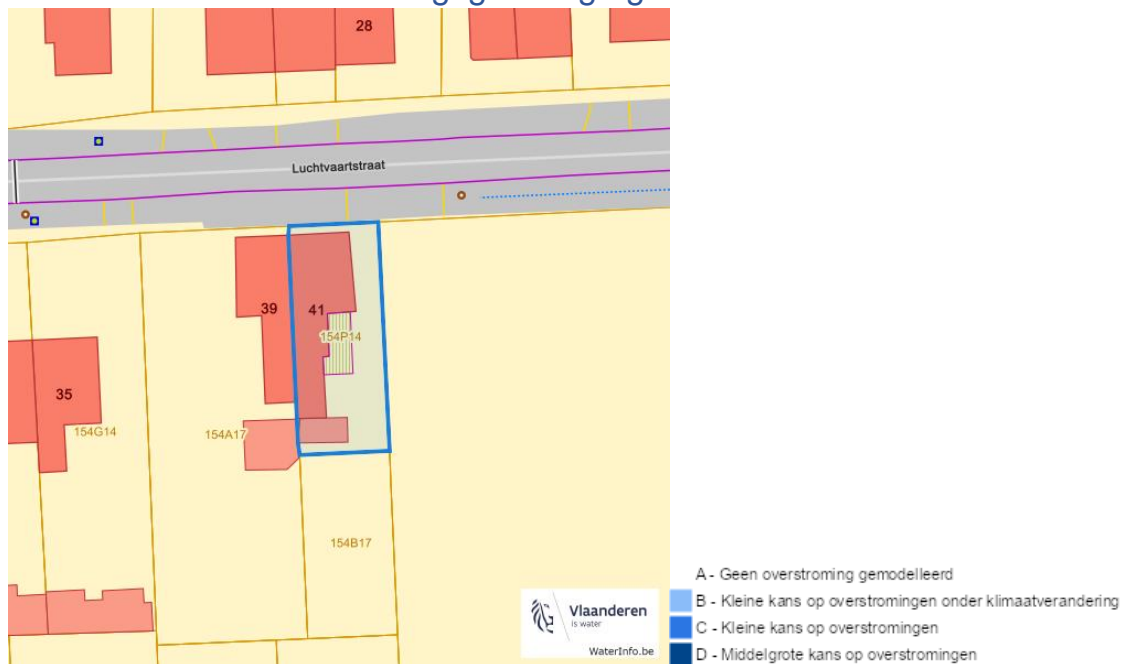 28
Luchtvaartstraat
39
41
154P14
35
154G14
154A17
154B17
Vlaanderen
is water
WaterInfo.be
A - Geen overstroming gemodelleerd
B - Kleine kans op overstromingen onder klimaatverandering
C - Kleine kans op overstromingen
D - Middelgrote kans op overstromingen